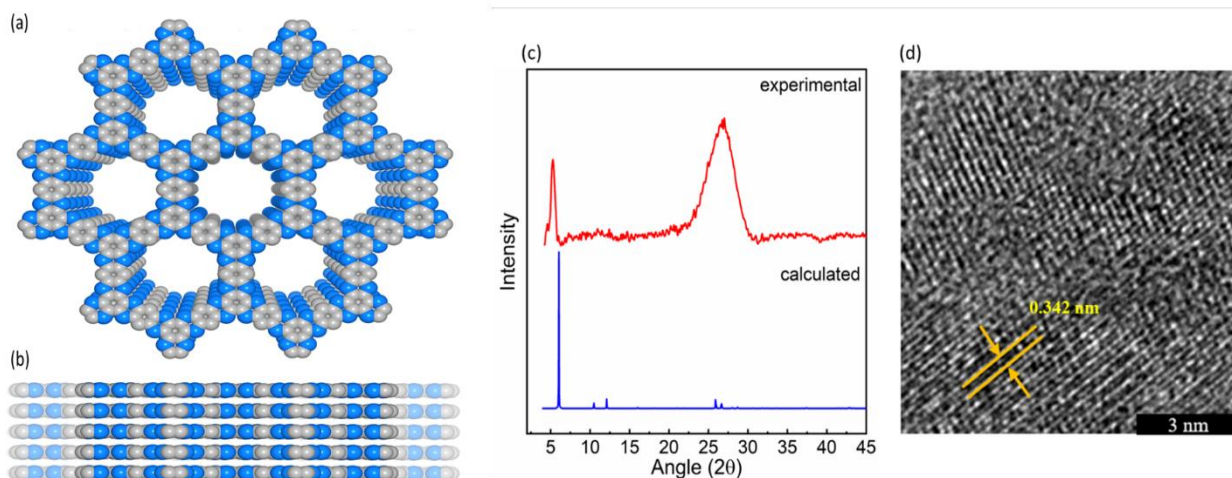 (a)
(b)
(c)
experimental
calculated
Intensity
5 10 15 20 25 30 35 40 45
Angle (2θ)
(d)
0.342 nm
3 nm